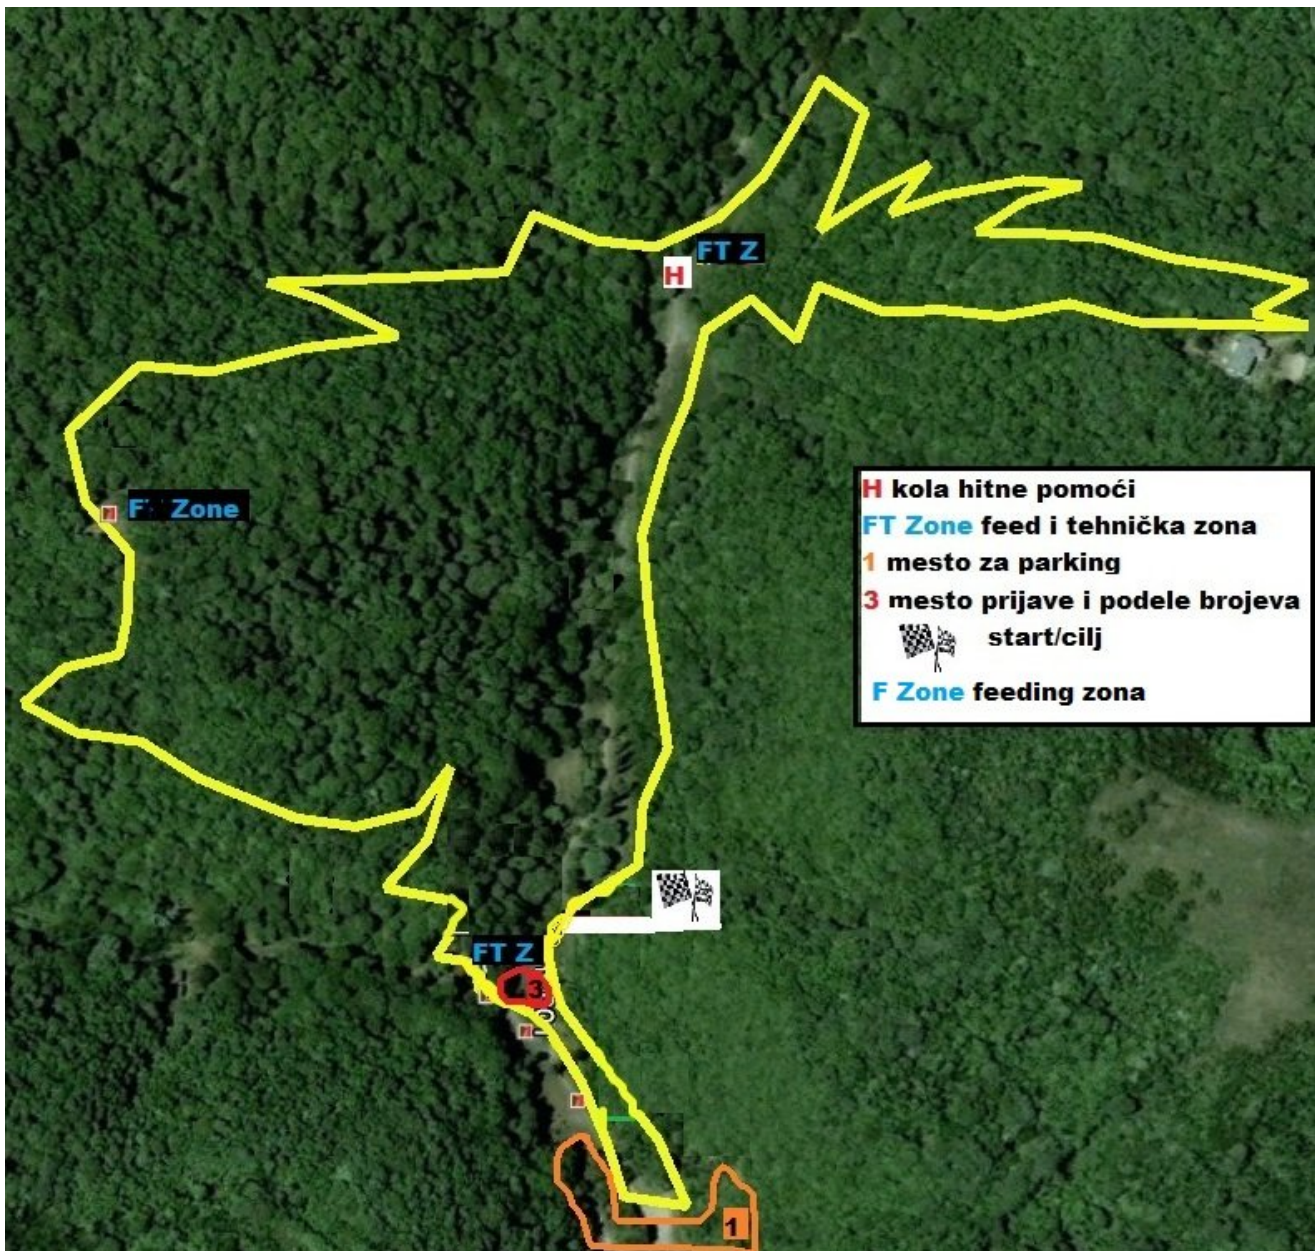 FT Z
H
F Zone
H kola hitne pomoći
FT Zone feed i tehnička zona
1 mesto za parking
3 mesto prijave i podele brojeva
start/cilj
F Zone feeding zona
FT Z
3
1